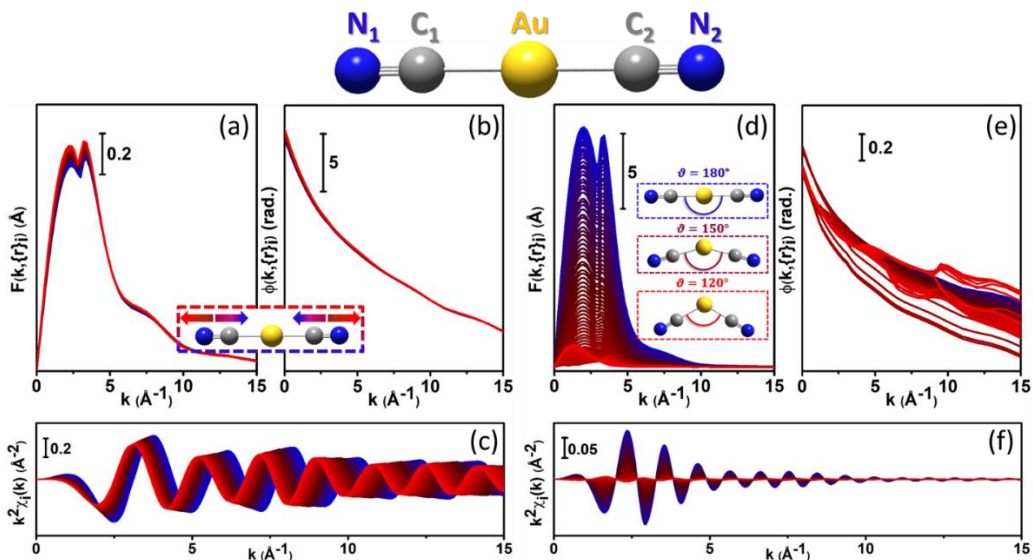 N₁ C₁ Au C₂ N₂
(a)
0.2
F(k,{r}ⱼ) (Å)
0 5 10 15
k (Å⁻¹)
(b)
5
ϕ(k,{r}ⱼ) (rad.)
0 5 10 15
k (Å⁻¹)
(d)
5
ϑ = 180°
ϑ = 150°
ϑ = 120°
F(k,{r}ⱼ) (Å)
0 5 10 15
k (Å⁻¹)
(e)
0.2
ϕ(k,{r}ⱼ) (rad.)
0 5 10 15
k (Å⁻¹)
(c)
0.2
k²χᵢ(k) (Å⁻²)
0 5 10 15
k (Å⁻¹)
(f)
0.05
k²χᵢ(k) (Å⁻²)
0 5 10 15
k (Å⁻¹)